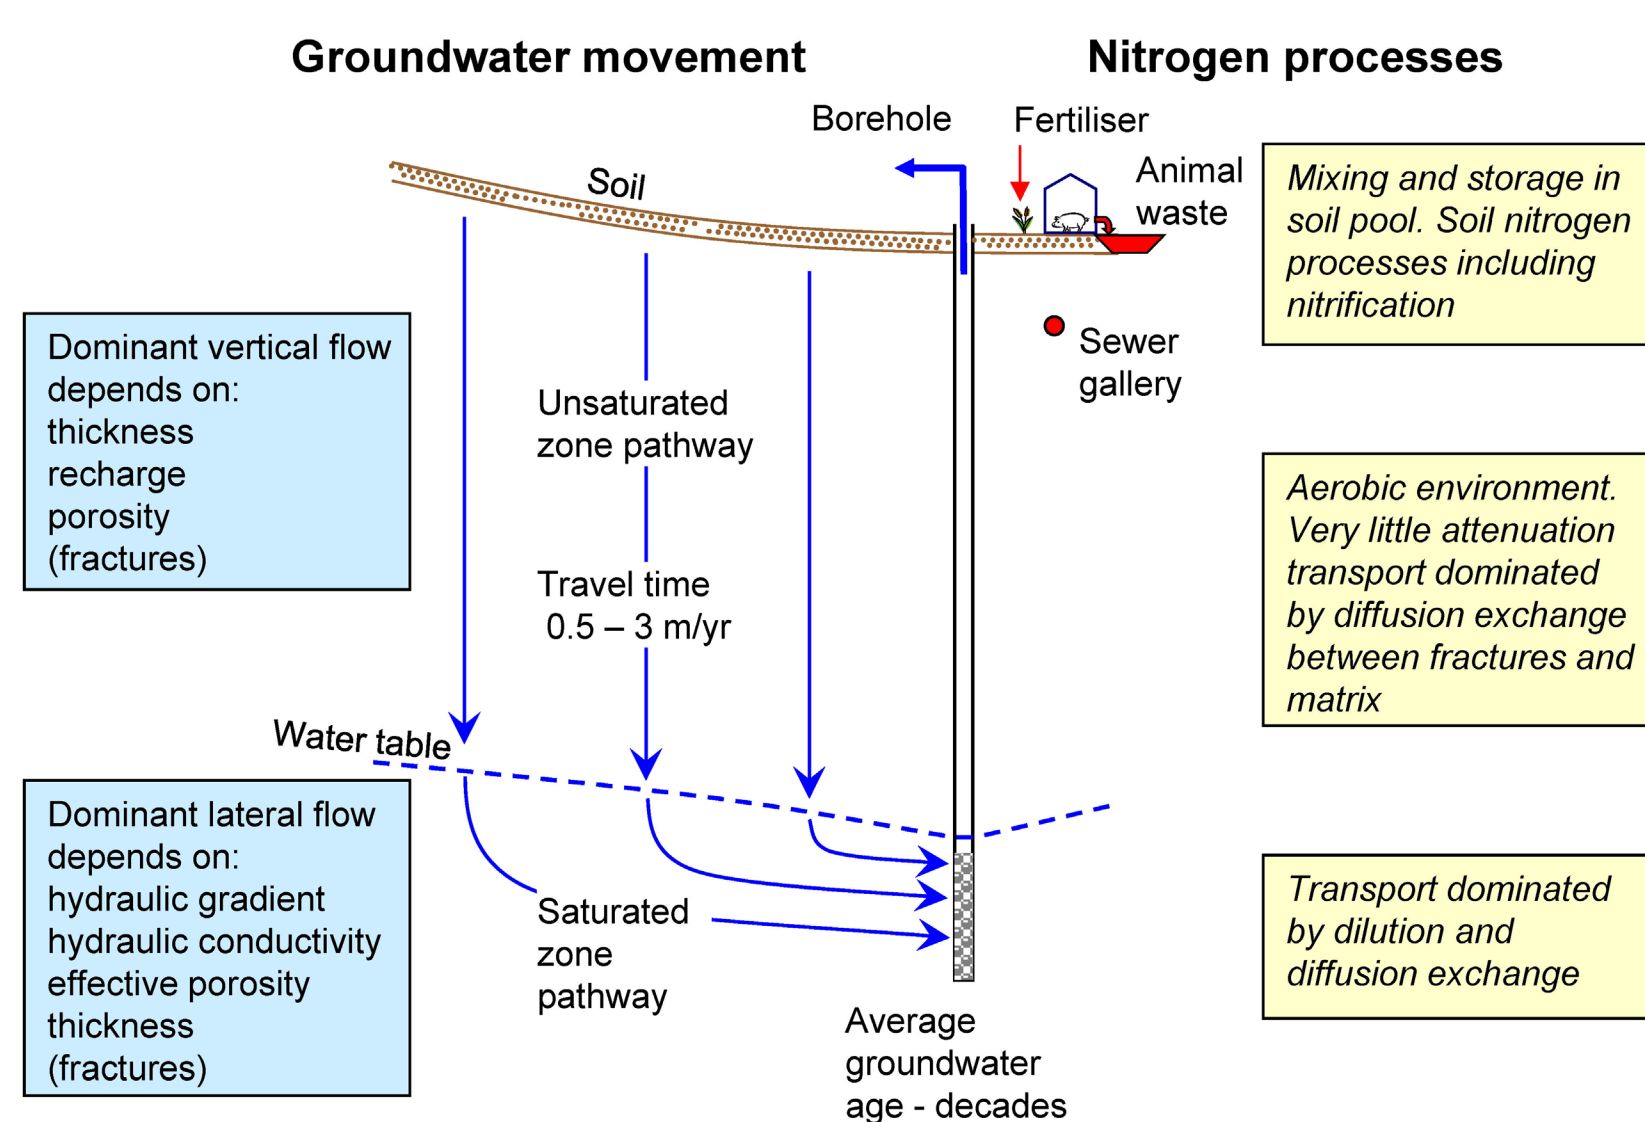 Groundwater movement
Nitrogen processes
Borehole
Fertiliser
Animal
waste
Soil
Mixing and storage in
soil pool. Soil nitrogen
processes including
nitrification
Dominant vertical flow
depends on:
thickness
recharge
porosity
(fractures)
Unsaturated
zone pathway
Travel time
0.5 – 3 m/yr
Sewer
gallery
Aerobic environment.
Very little attenuation
transport dominated
by diffusion exchange
between fractures and
matrix
Water table
Dominant lateral flow
depends on:
hydraulic gradient
hydraulic conductivity
effective porosity
thickness
(fractures)
Saturated
zone
pathway
Average
groundwater
age - decades
Transport dominated
by dilution and
diffusion exchange